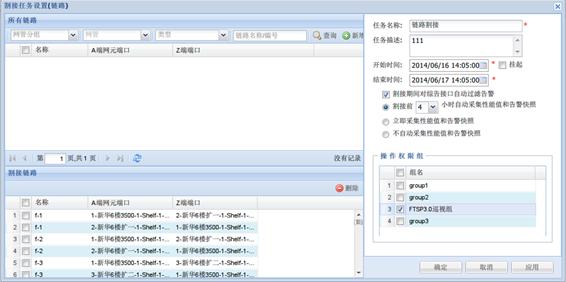 割接任务设置(链路)
所有链路
网管分组 网管 类型 链路名称/编号 查询 新增
名称 A端网元端口 Z端端口
第 1 页,共 1 页 没有记录
割接链路
删除
名称 A端网元端口 Z端端口
1 f-1 1-新华6楼3500-1-Shelf-1-... 2-新华6楼扩一-1-Shelf-1-...
2 f-1 2-新华6楼扩一-1-Shelf-1-... 1-新华6楼3500-1-Shelf-1-...
3 f-2 1-新华6楼3500-1-Shelf-1-... 2-新华6楼扩一-1-Shelf-1-...
4 f-2 2-新华6楼扩一-1-Shelf-1-... 1-新华6楼3500-1-Shelf-1-...
5 f-3 1-新华6楼3500-1-Shelf-1-... 3-新华6楼扩二-1-Shelf-1-...
6 f-3 3-新华6楼扩二-1-Shelf-1-... 1-新华6楼3500-1-Shelf-1-...
任务名称: 链路割接 *
任务描述: 111
开始时间: 2014/06/16 14:05:00 * 挂起
结束时间: 2014/06/17 14:05:00 *
割接期间对综告接口自动过滤告警
割接前 4 小时自动采集性能值和告警快照
立即采集性能值和告警快照
不自动采集性能值和告警快照
操作权限组
组名
1 group1
2 group2
3 FTSP3.0巡视组
4 group3
确定 取消 应用